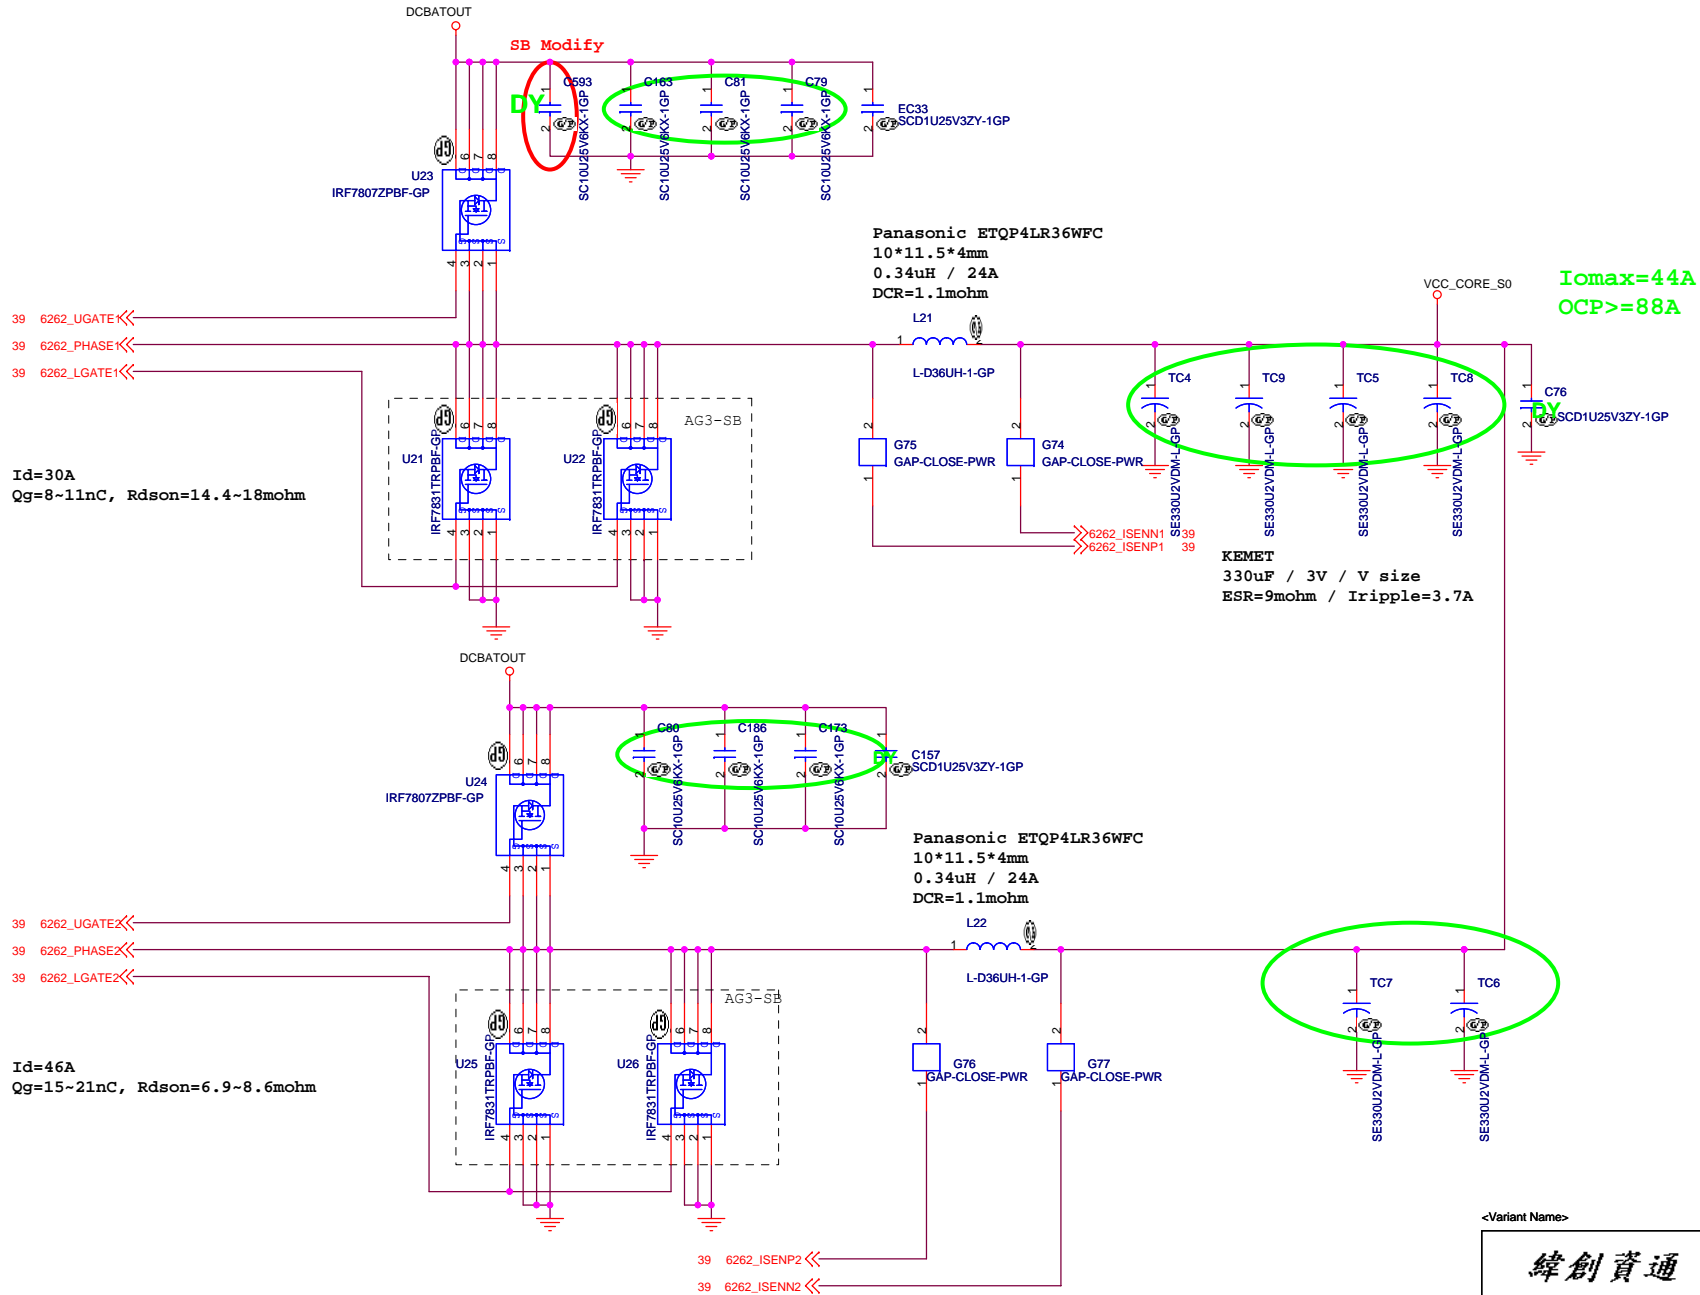 DCBATOUT
SB Modify
DY
C593
SC10U25V6KX-1GP
C163
SC10U25V6KX-1GP
C81
SC10U25V6KX-1GP
C79
SC10U25V6KX-1GP
EC33
SCD1U25V3ZY-1GP
U23
IRF7807ZPBF-GP
Panasonic ETQP4LR36WFC
10*11.5*4mm
0.34uH / 24A
DCR=1.1mohm
VCC_CORE_S0
Iomax=44A
OCP>=88A
39 6262_UGATE1
39 6262_PHASE1
39 6262_LGATE1
L21
L-D36UH-1-GP
TC4
SE330U2VDM-L-GP
TC9
SE330U2VDM-L-GP
TC5
SE330U2VDM-L-GP
TC8
SE330U2VDM-L-GP
C76
DY
SCD1U25V3ZY-1GP
AG3-SB
U21
IRF7831TRPBF-GP
U22
IRF7831TRPBF-GP
G75
GAP-CLOSE-PWR
G74
GAP-CLOSE-PWR
Id=30A
Qg=8~11nC, Rdson=14.4~18mohm
6262_ISENN1 39
6262_ISENP1 39
KEMET
330uF / 3V / V size
ESR=9mohm / Iripple=3.7A
DCBATOUT
C80
SC10U25V6KX-1GP
C186
SC10U25V6KX-1GP
C173
SC10U25V6KX-1GP
DY
C157
SCD1U25V3ZY-1GP
U24
IRF7807ZPBF-GP
Panasonic ETQP4LR36WFC
10*11.5*4mm
0.34uH / 24A
DCR=1.1mohm
39 6262_UGATE2
39 6262_PHASE2
39 6262_LGATE2
L22
L-D36UH-1-GP
TC7
SE330U2VDM-L-GP
TC6
SE330U2VDM-L-GP
AG3-SB
U25
IRF7831TRPBF-GP
U26
IRF7831TRPBF-GP
G76
GAP-CLOSE-PWR
G77
GAP-CLOSE-PWR
Id=46A
Qg=15~21nC, Rdson=6.9~8.6mohm
39 6262_ISENP2
39 6262_ISENN2
<Variant Name>
緯創資通